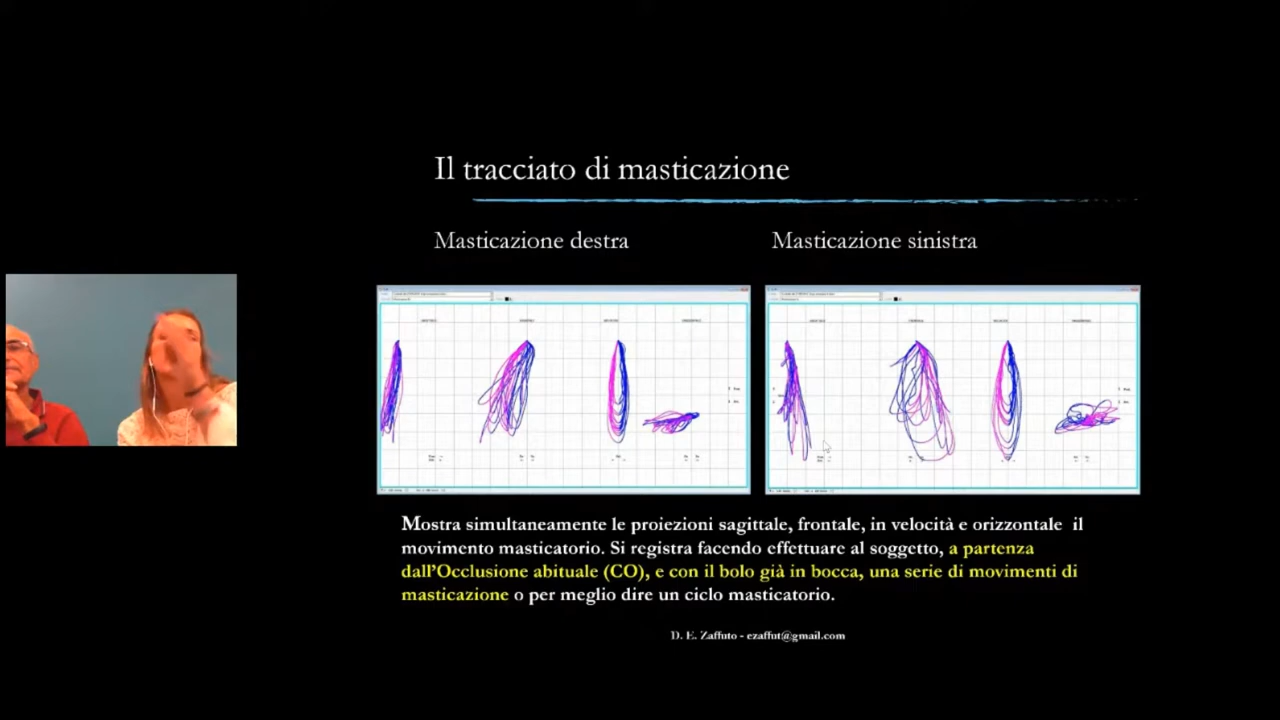 Il tracciato di masticazione
Masticazione destra
Masticazione sinistra
Mostra simultaneamente le proiezioni sagittale, frontale, in velocità e orizzontale il
movimento masticatorio. Si registra facendo effettuare al soggetto, a partenza
dall'Occlusione abituale (CO), e con il bolo già in bocca, una serie di movimenti di
masticazione o per meglio dire un ciclo masticatorio.
D. E. Zaffuto - ezaffut@gmail.com